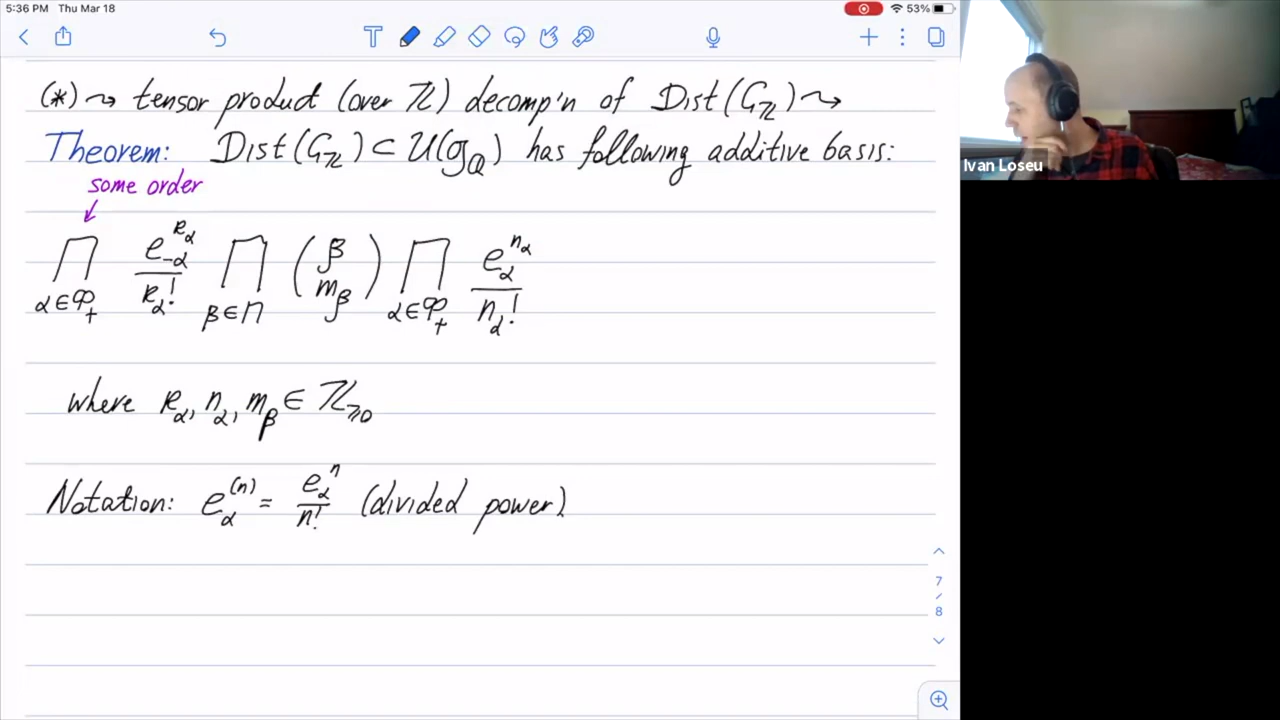 5:36 PM Thu Mar 18
53%
(*) ⇝ tensor product (over ℤ) decomp'n of Dist(G_ℤ) ⇝
Theorem: Dist(G_ℤ) ⊂ U(g_ℚ) has following additive basis:
some order
∏_{α∈Φ_+} e_{-α}^{k_α}/k_α! ∏_{β∈Π} (β choose m_β) ∏_{α∈Φ_+} e_α^{n_α}/n_α!
where k_α, n_α, m_β ∈ ℤ_{≥0}
Notation: e_α^{(n)} = e_α^n/n! (divided power)
7
/
8
Ivan Loseu